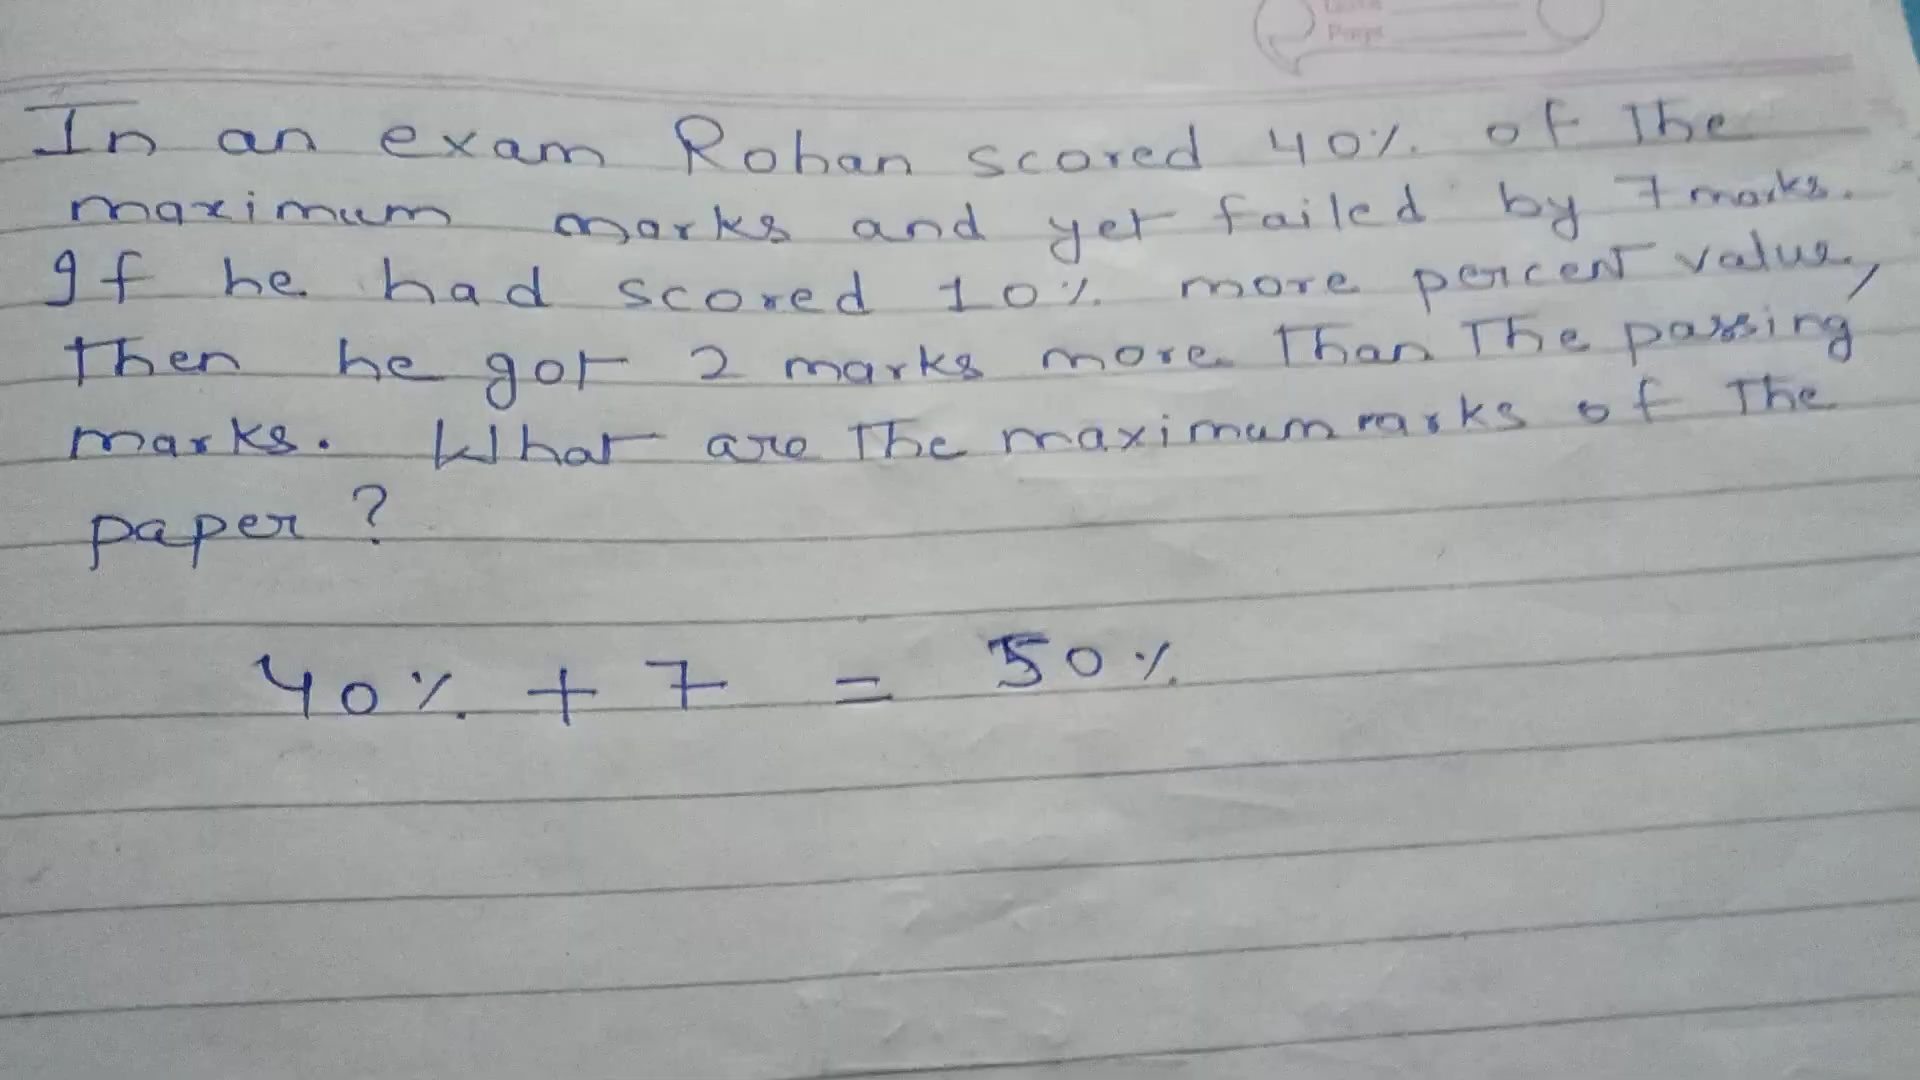 Page
In an exam Rohan scored 40% of The
maximum marks and yet failed by 7 marks.
If he had scored 10% more percent value,
Then he got 2 marks more Than The passing
marks. What are The maximum marks of The
paper ?
40% + 7 = 50%